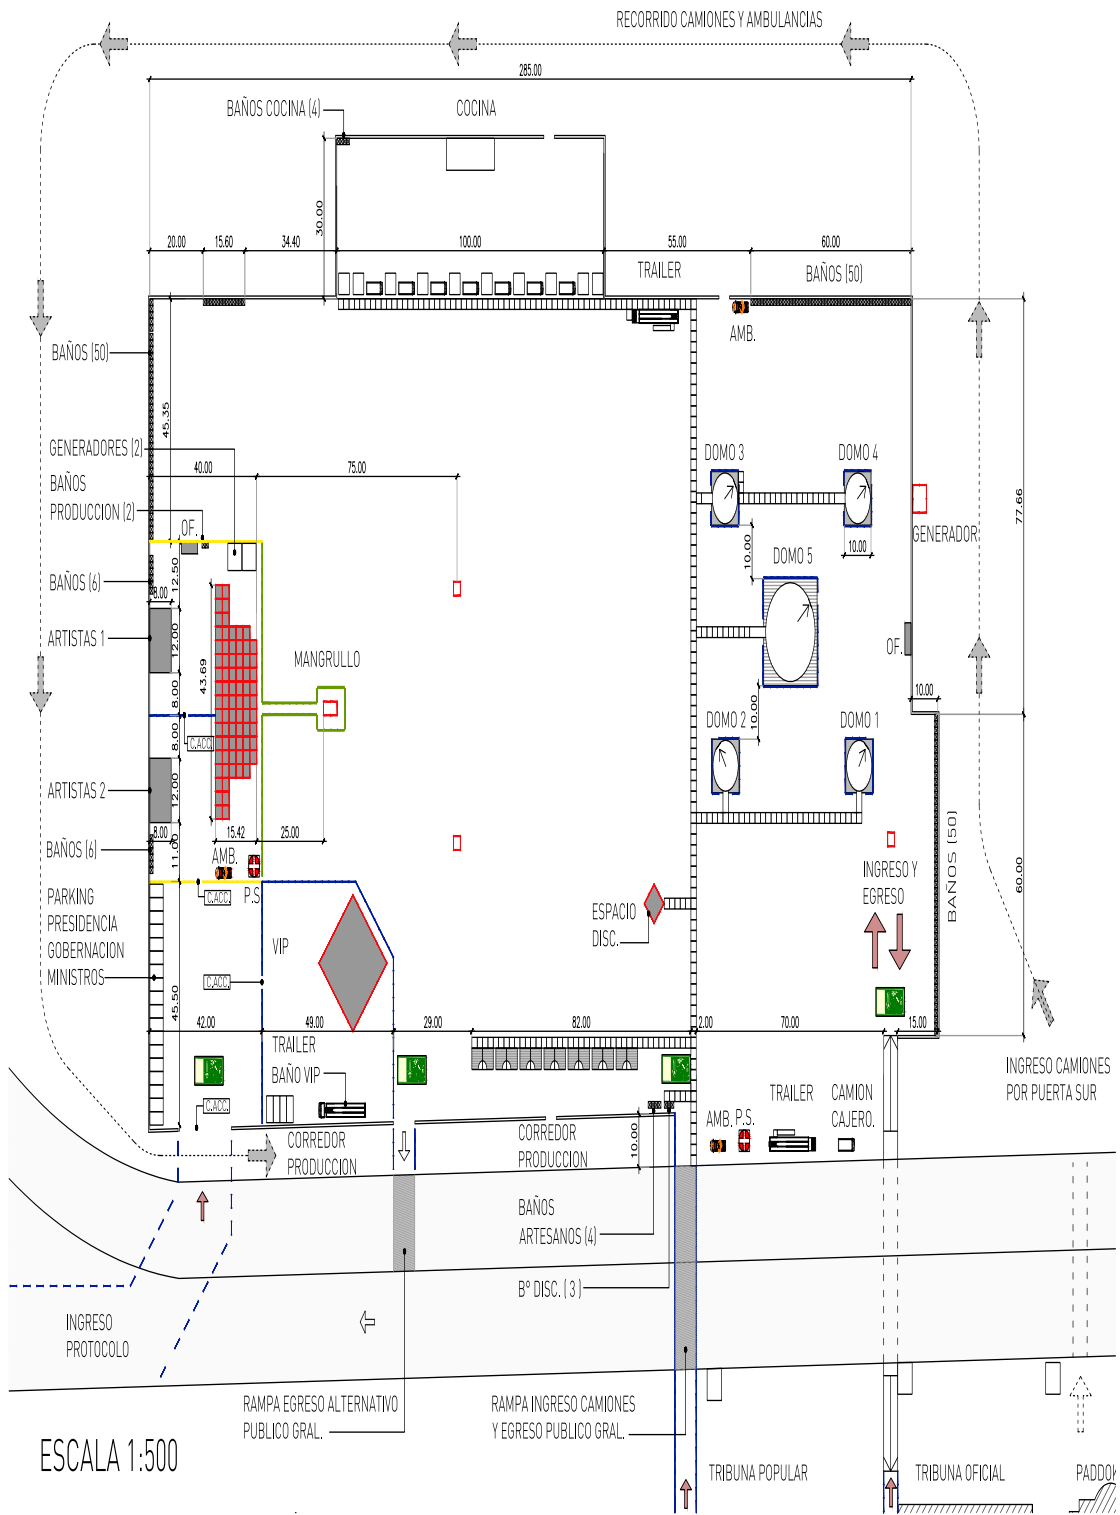 RECORRIDO CAMIONES Y AMBULANCIAS
285.00
BAÑOS COCINA (4)
COCINA
30.00
20.00
15.60
34.40
100.00
55.00
60.00
TRAILER
BAÑOS (50)
AMB.
BAÑOS (50)
45.35
GENERADORES (2)
40.00
75.00
DOMO 3
DOMO 4
BAÑOS
PRODUCCION (2)
OF.
77.66
GENERADOR
10.00
10.00
DOMO 5
12.50
BAÑOS (6)
8.00
ARTISTAS 1
12.00
43.69
MANGRULLO
OF.
8.00
10.00
10.00
8.00
C.ACC.
DOMO 2
DOMO 1
ARTISTAS 2
12.00
8.00
15.42
25.00
BAÑOS (6)
11.00
AMB.
P.S.
C.ACC.
INGRESO Y
EGRESO
BAÑOS (50)
60.00
PARKING
PRESIDENCIA
GOBERNACION
MINISTROS
VIP
ESPACIO
DISC.
C.ACC.
45.50
42.00
49.00
29.00
82.00
2.00
70.00
15.00
TRAILER
BAÑO VIP
INGRESO CAMIONES
POR PUERTA SUR
C.ACC.
TRAILER
CAMION
CAJERO.
AMB.
P.S.
CORREDOR
PRODUCCION
CORREDOR
PRODUCCION
10.00
BAÑOS
ARTESANOS (4)
Bº DISC. ( 3 )
INGRESO
PROTOCOLO
RAMPA EGRESO ALTERNATIVO
PUBLICO GRAL.
RAMPA INGRESO CAMIONES
Y EGRESO PUBLICO GRAL.
ESCALA 1:500
TRIBUNA POPULAR
TRIBUNA OFICIAL
PADDOK